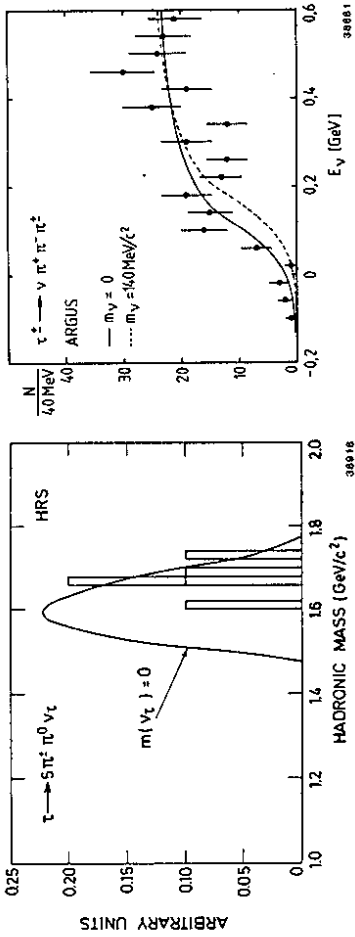 0.25
0.20
0.15
0.10
0.05
0
ARBITRARY UNITS
τ → 5π± π⁰ ντ
HRS
m(ντ) = 0
1.0
1.2
1.4
1.6
1.8
2.0
HADRONIC MASS (GeV/c²)
38916
N
40 MeV
40
30
20
10
0
τ± → ν π⁺ π⁻ π±
ARGUS
— mν = 0
---- mν = 140 MeV/c²
-0,2
0
0,2
0,4
0,6
Eν [GeV]
38661